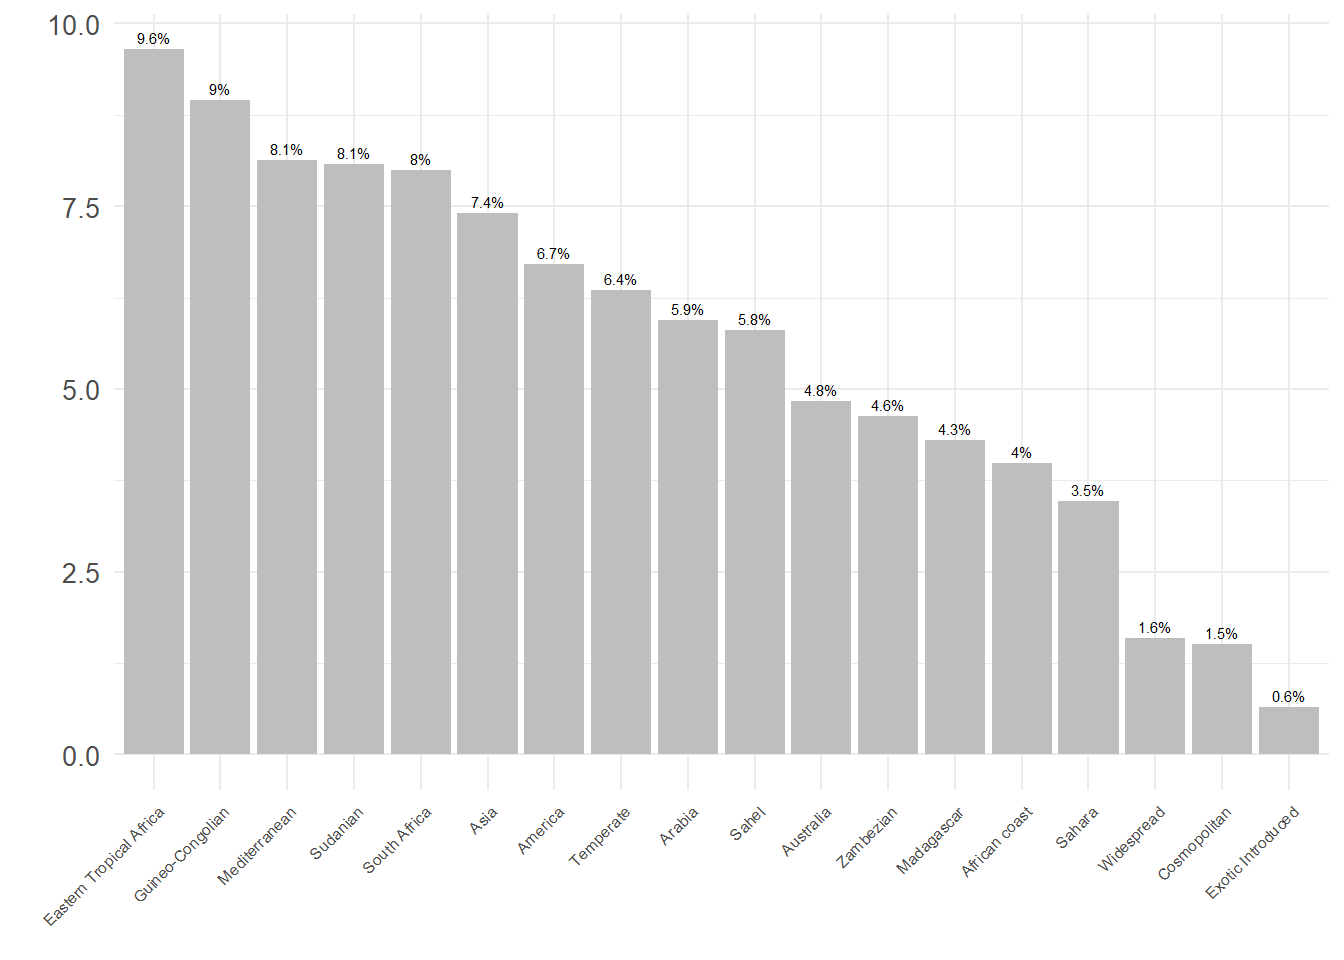 10.0
7.5
5.0
2.5
0.0
9.6%
9%
8.1%
8.1%
8%
7.4%
6.7%
6.4%
5.9%
5.8%
4.8%
4.6%
4.3%
4%
3.5%
1.6%
1.5%
0.6%
Eastern Tropical Africa
Guineo-Congolian
Mediterranean
Sudanian
South Africa
Asia
America
Temperate
Arabia
Sahel
Australia
Zambezian
Madagascar
African coast
Sahara
Widespread
Cosmopolitan
Exotic Introduced